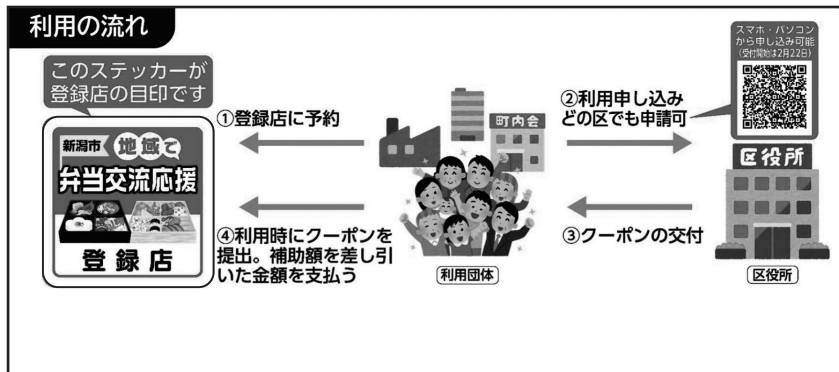 利用の流れ
このステッカーが
登録店の目印です
新潟市 地域で
弁当交流応援
登録店
①登録店に予約
④利用時にクーポンを
提出。補助額を差し引
いた金額を支払う
町内会
利用団体
②利用申し込み
どの区でも申請可
③クーポンの交付
スマホ・パソコン
から申し込み可能
(受付開始は2月22日)
区役所
区役所